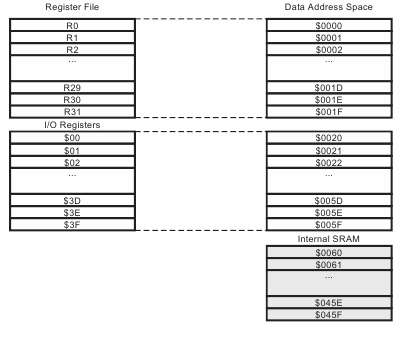 Register File Data Address Space
R0 $0000
R1 $0001
R2 $0002
... ...
R29 $001D
R30 $001E
R31 $001F
I/O Registers
$00 $0020
$01 $0021
$02 $0022
... ...
$3D $005D
$3E $005E
$3F $005F
Internal SRAM
$0060
$0061
...
$045E
$045F